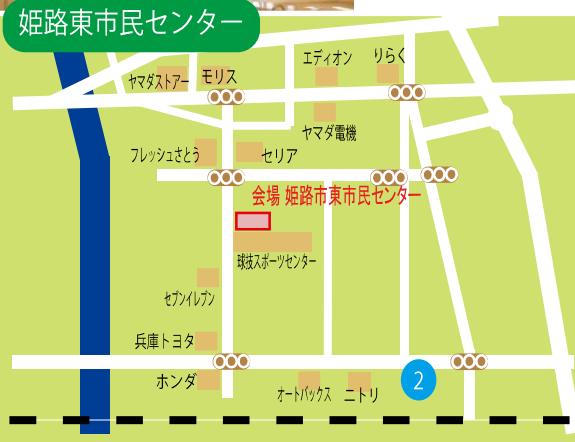 姫路東市民センター
エディオン
りらく
ヤマダストアー
モリス
ヤマダ電機
フレッシュさとう
セリア
会場 姫路市東市民センター
球技スポーツセンター
セブンイレブン
兵庫トヨタ
ホンダ
オートバックス
ニトリ
2